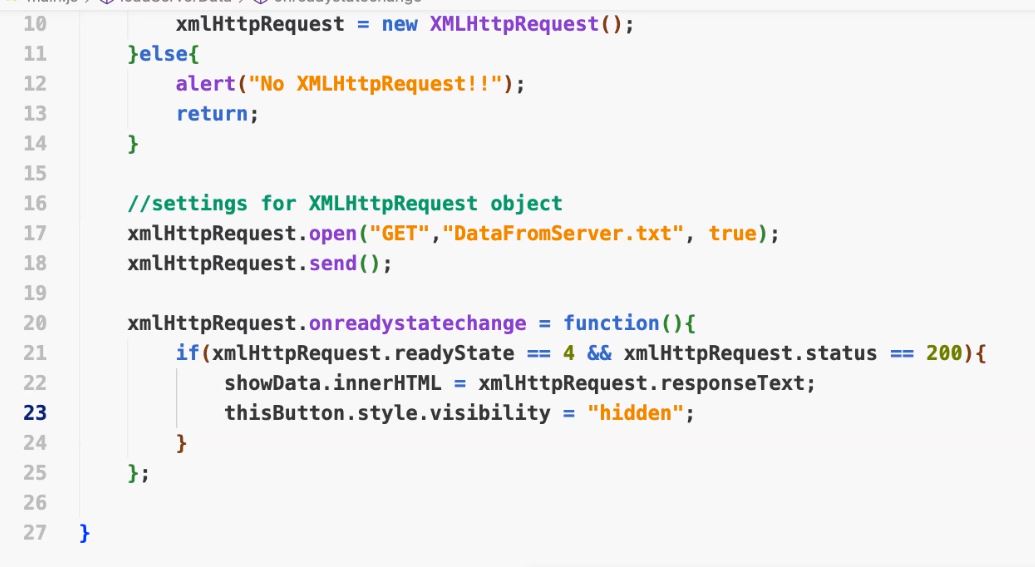 10 xmlHttpRequest = new XMLHttpRequest();
11 }else{
12 alert("No XMLHttpRequest!!");
13 return;
14 }
15
16 //settings for XMLHttpRequest object
17 xmlHttpRequest.open("GET","DataFromServer.txt", true);
18 xmlHttpRequest.send();
19
20 xmlHttpRequest.onreadystatechange = function(){
21 if(xmlHttpRequest.readyState == 4 && xmlHttpRequest.status == 200){
22 showData.innerHTML = xmlHttpRequest.responseText;
23 thisButton.style.visibility = "hidden";
24 }
25 };
26
27 }